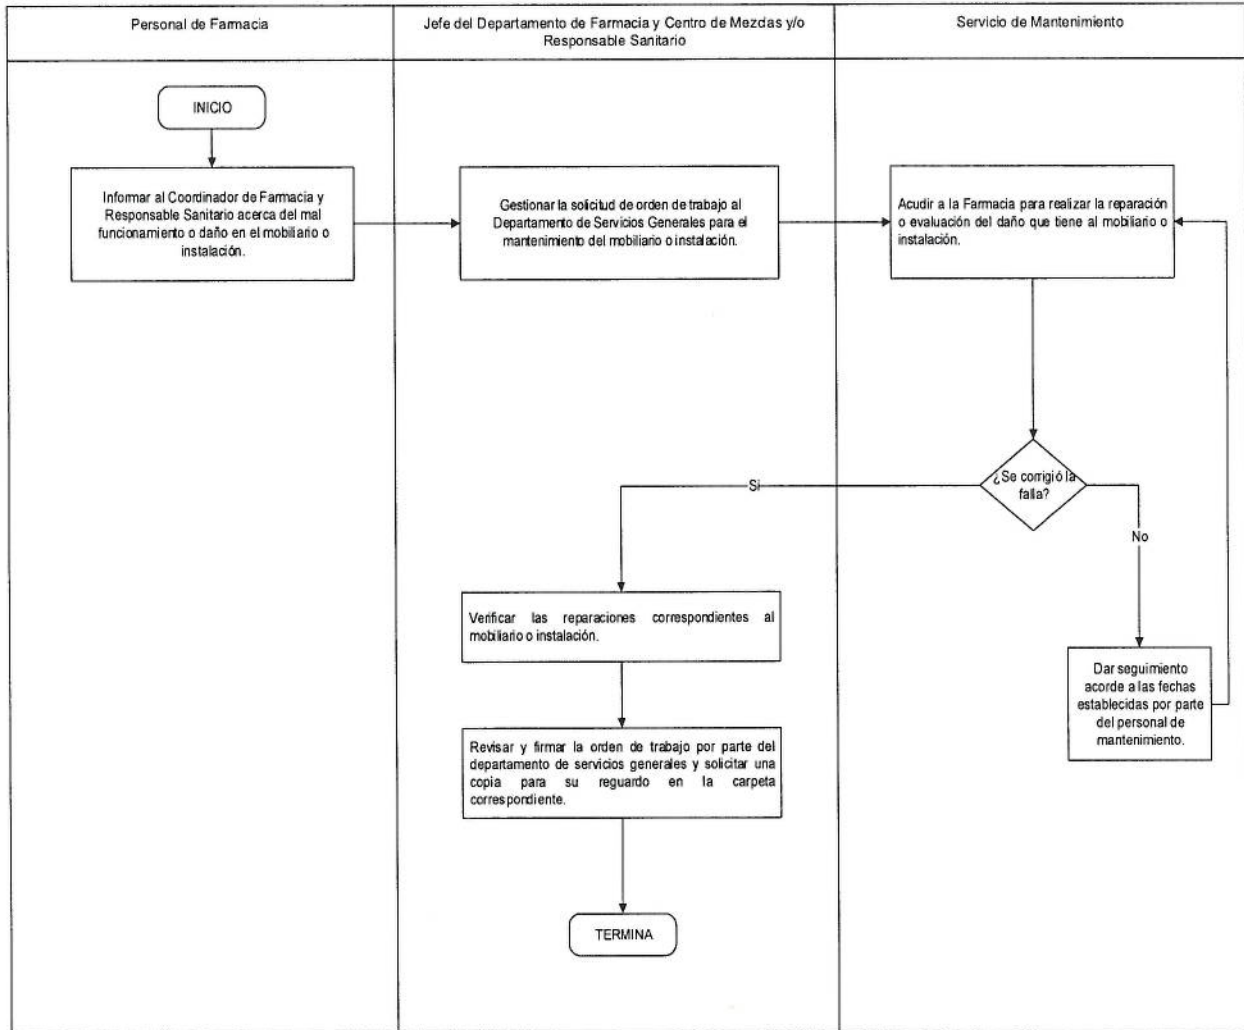 Personal de Farmacia
Jefe del Departamento de Farmacia y Centro de Mezdas y/o
Responsable Sanitario
Servicio de Mantenimiento
INICIO
Informar al Coordinador de Farmacia y
Responsable Sanitario acerca del mal
funcionamiento o daño en el mobiliario o
instalación.
Gestionar la solicitud de orden de trabajo al
Departamento de Servicios Generales para el
mantenimiento del mobiliario o instalación.
Acudir a la Farmacia para realizar la reparación
o evaluación del daño que tiene al mobiliario o
instalación.
¿Se corrigió la
falla?
Si
No
Verificar las reparaciones correspondientes al
mobiliario o instalación.
Dar seguimiento
acorde a las fechas
establecidas por parte
del personal de
mantenimiento.
Revisar y firmar la orden de trabajo por parte del
departamento de servicios generales y solicitar una
copia para su reguardo en la carpeta
correspondiente.
TERMINA